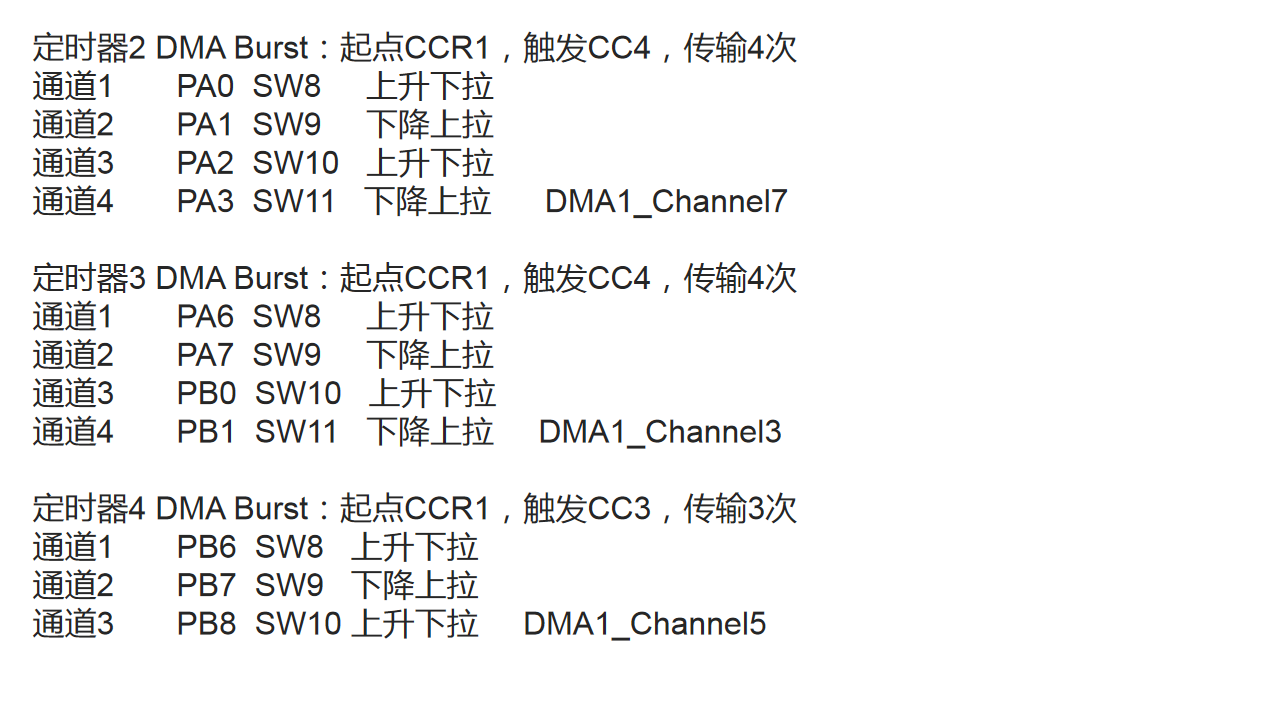 定时器2 DMA Burst：起点CCR1，触发CC4，传输4次
通道1 PA0 SW8 上升下拉
通道2 PA1 SW9 下降上拉
通道3 PA2 SW10 上升下拉
通道4 PA3 SW11 下降上拉 DMA1_Channel7
定时器3 DMA Burst：起点CCR1，触发CC4，传输4次
通道1 PA6 SW8 上升下拉
通道2 PA7 SW9 下降上拉
通道3 PB0 SW10 上升下拉
通道4 PB1 SW11 下降上拉 DMA1_Channel3
定时器4 DMA Burst：起点CCR1，触发CC3，传输3次
通道1 PB6 SW8 上升下拉
通道2 PB7 SW9 下降上拉
通道3 PB8 SW10 上升下拉 DMA1_Channel5